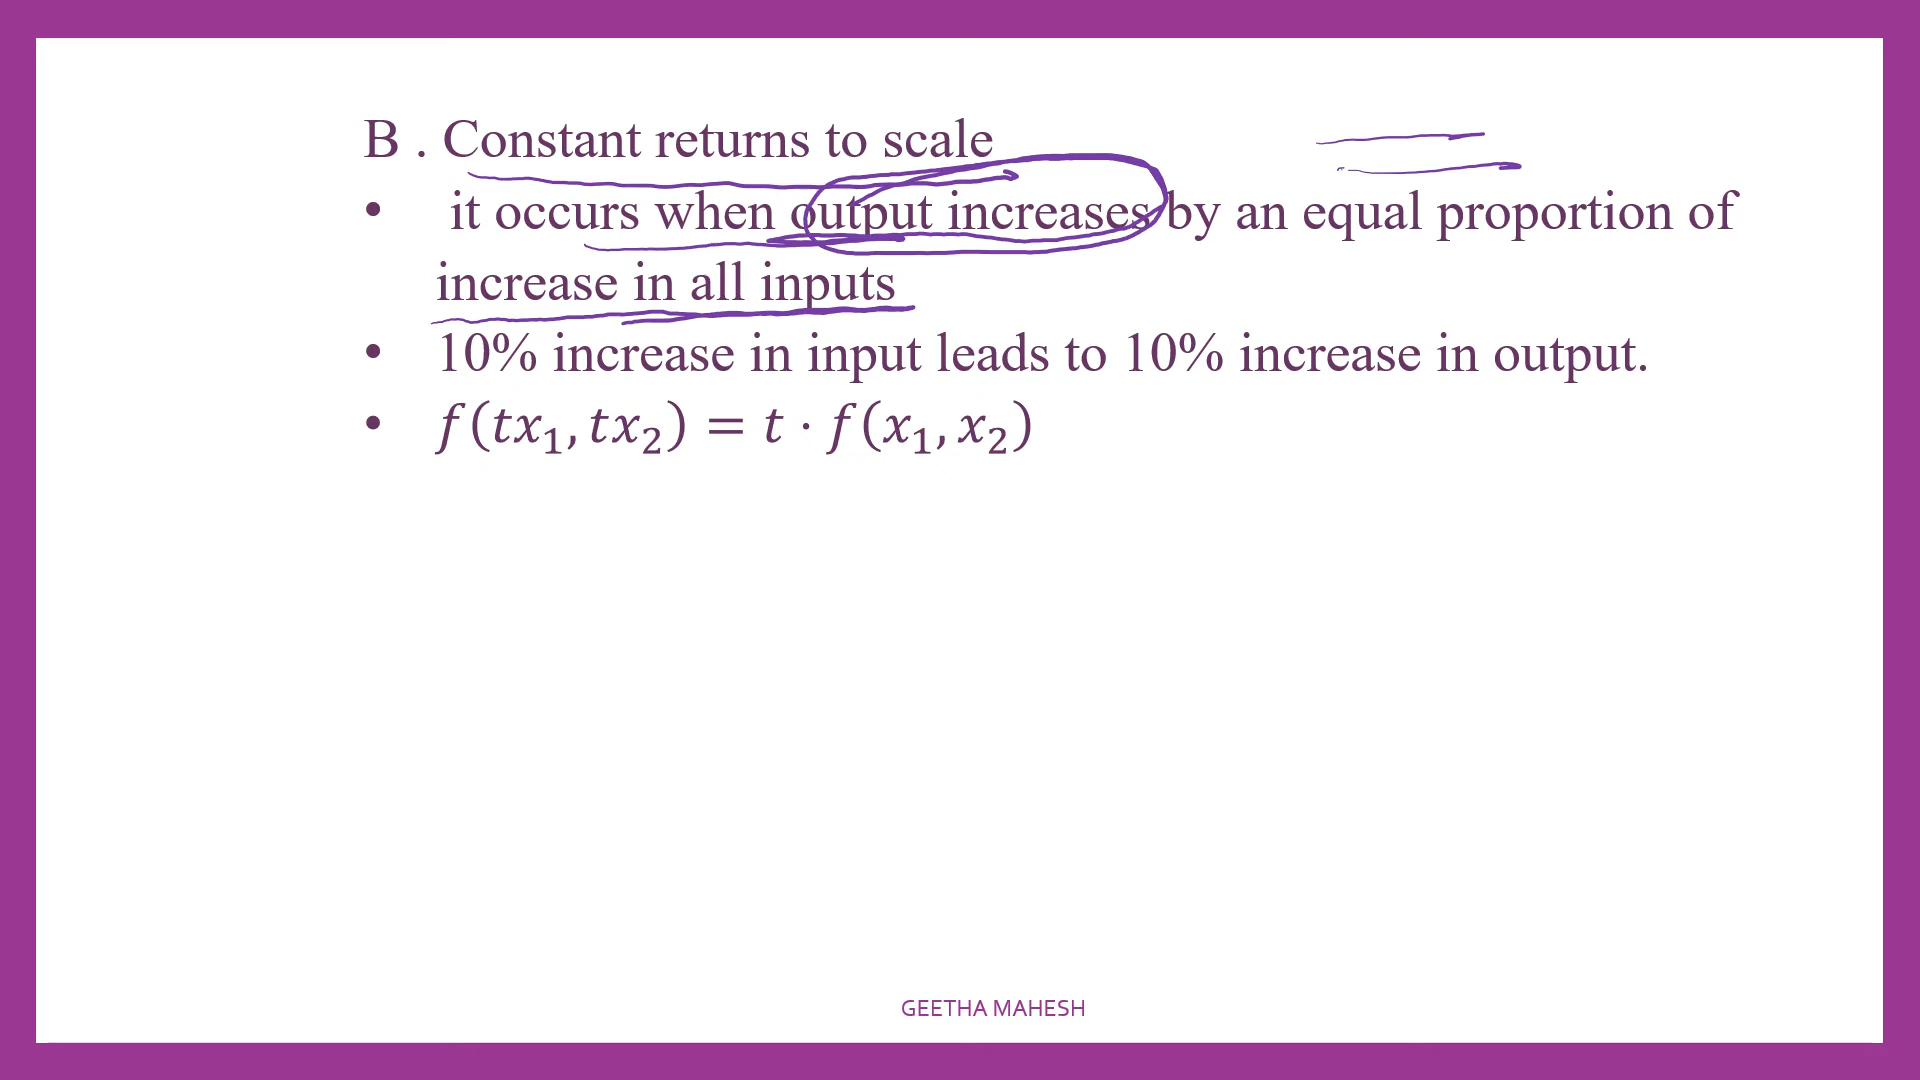 B . Constant returns to scale
• it occurs when output increases by an equal proportion of
increase in all inputs
• 10% increase in input leads to 10% increase in output.
• 𝑓(𝑡𝑥₁, 𝑡𝑥₂) = 𝑡 · 𝑓(𝑥₁, 𝑥₂)
GEETHA MAHESH